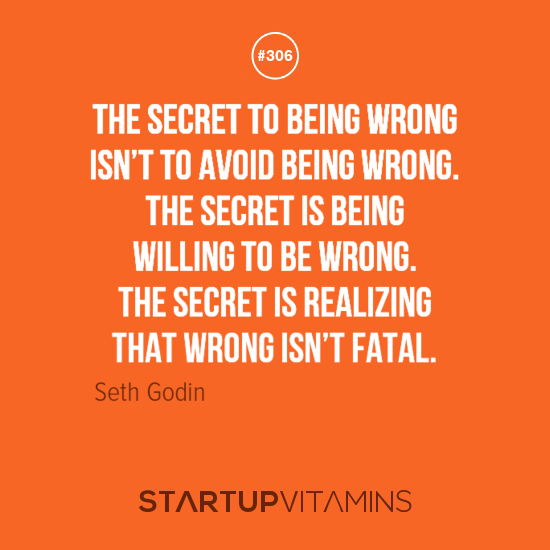 #306
THE SECRET TO BEING WRONG
ISN'T TO AVOID BEING WRONG.
THE SECRET IS BEING
WILLING TO BE WRONG.
THE SECRET IS REALIZING
THAT WRONG ISN'T FATAL.
Seth Godin
STARTUPVITAMINS